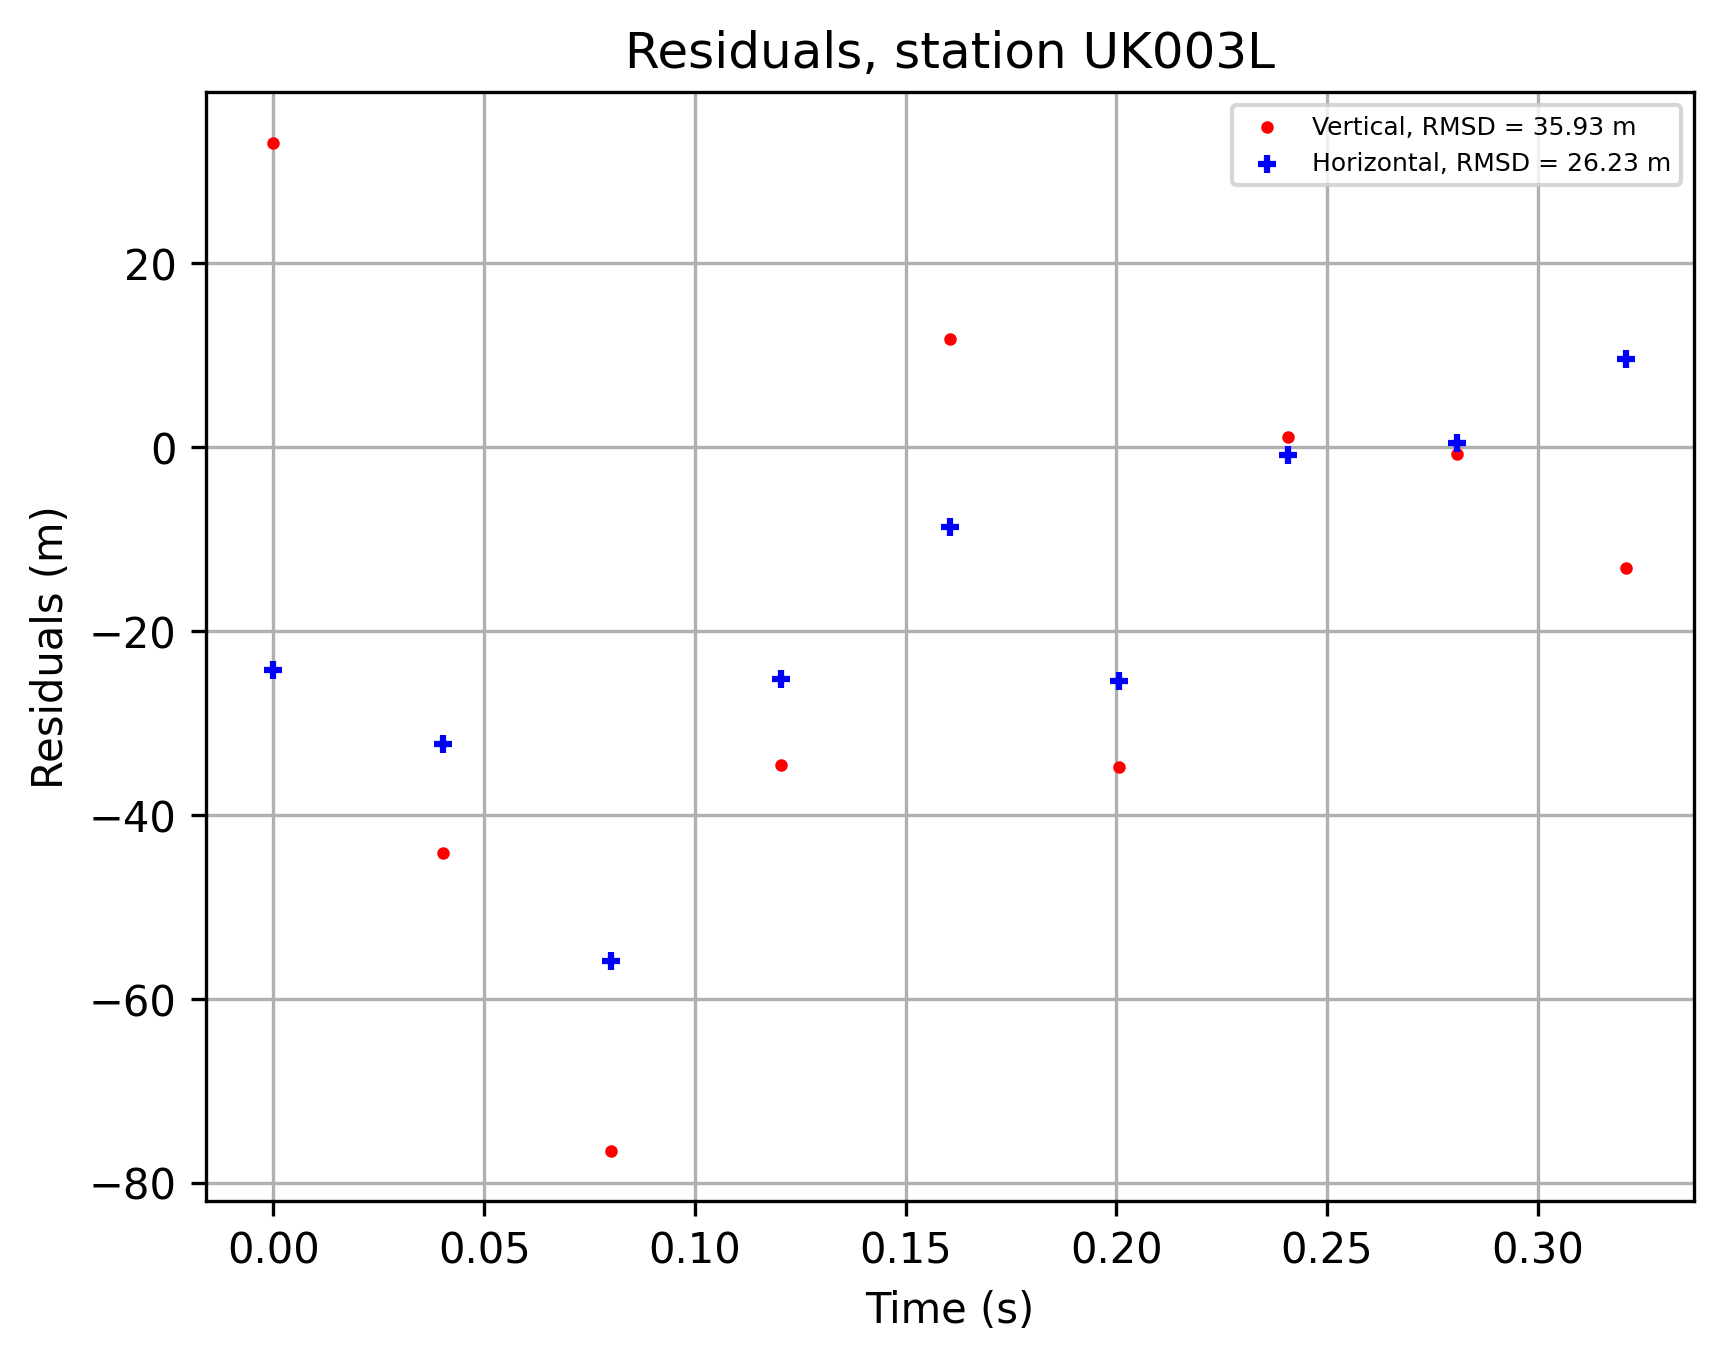 Residuals, station UK003L
Vertical, RMSD = 35.93 m
Horizontal, RMSD = 26.23 m
20
0
−20
−40
−60
−80
Residuals (m)
0.00 0.05 0.10 0.15 0.20 0.25 0.30
Time (s)